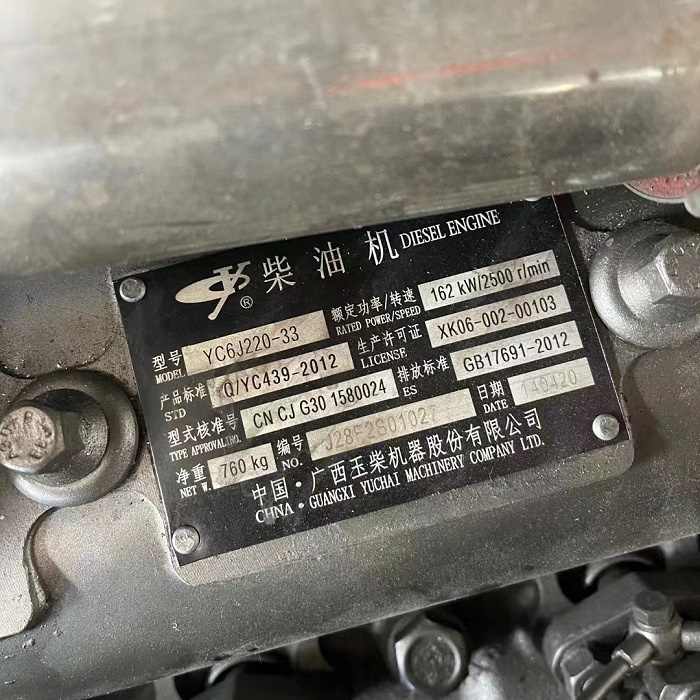 柴油机 DIESEL ENGINE
型号 MODEL YC6J220-33 额定功率/转速 RATED POWER/SPEED 162 kW/2500 r/min
产品标准 STD Q/YC439-2012 生产许可证 LICENSE XK06-002-00103
型式核准号 TYPE APPROVAL NO. CN CJ G30 1580024 排放标准 EMISS GB17691-2012
净重 NET W. 760 kg 编号 NO. 日期 DATE 140420
中国·广西玉柴机器股份有限公司
CHNA · GUANGXI YUCHAI MACHINERY COMPANY LTD.